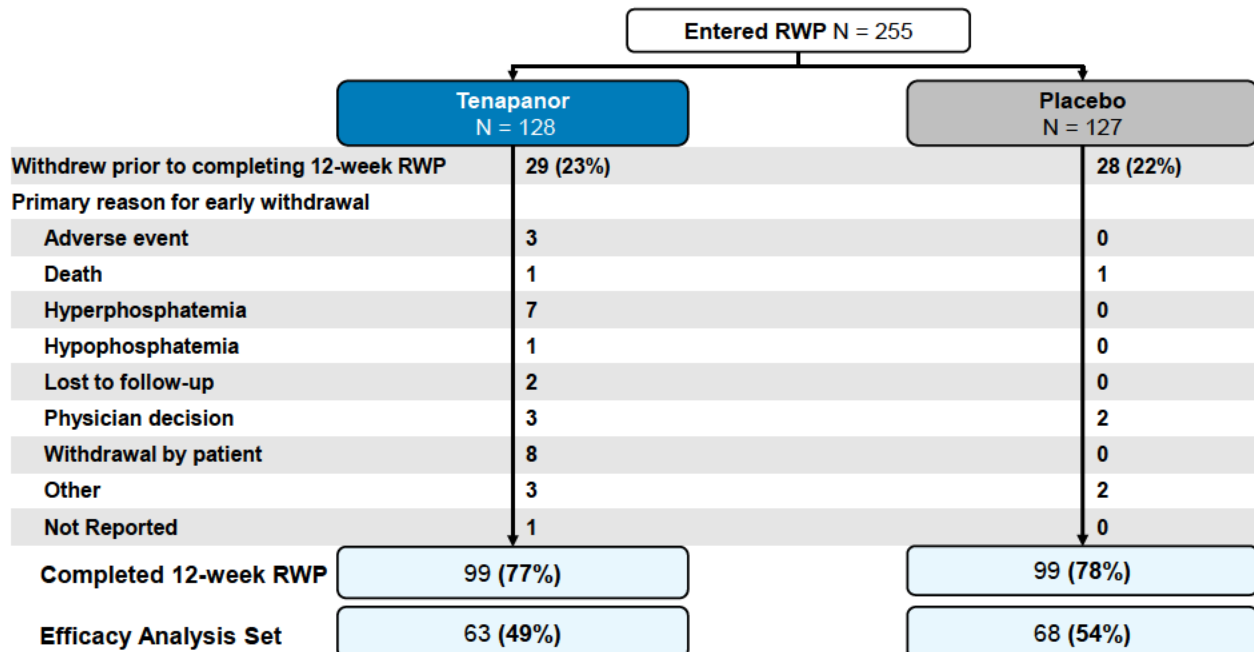 Entered RWP N = 255
Tenapanor
N = 128
Placebo
N = 127
Withdrew prior to completing 12-week RWP 29 (23%) 28 (22%)
Primary reason for early withdrawal
Adverse event 3 0
Death 1 1
Hyperphosphatemia 7 0
Hypophosphatemia 1 0
Lost to follow-up 2 0
Physician decision 3 2
Withdrawal by patient 8 0
Other 3 2
Not Reported 1 0
Completed 12-week RWP 99 (77%) 99 (78%)
Efficacy Analysis Set 63 (49%) 68 (54%)